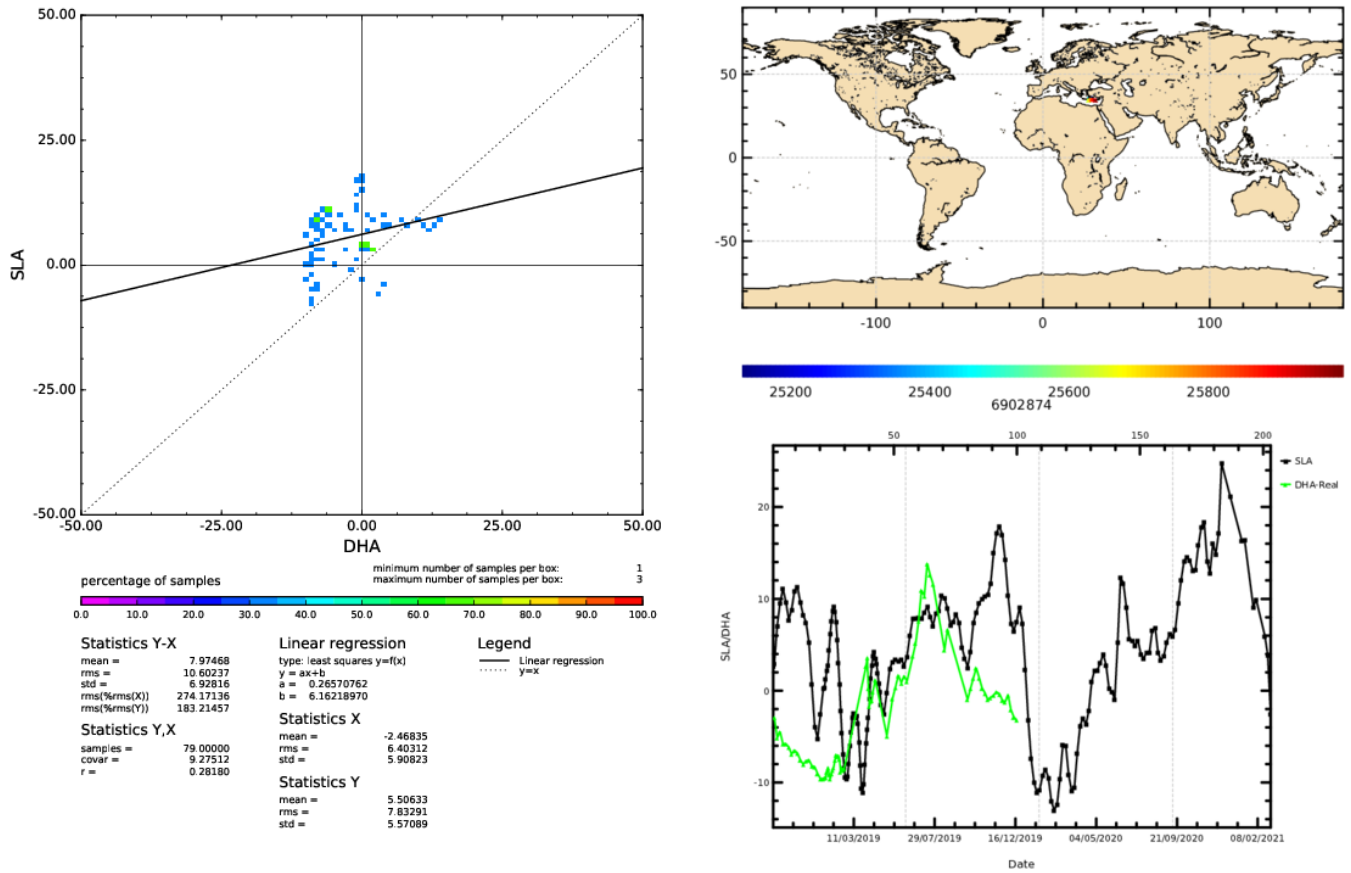 50.00
25.00
0.00
-25.00
-50.00
SLA
-50.00 -25.00 0.00 25.00 50.00
DHA
minimum number of samples per box: 1
maximum number of samples per box: 3
percentage of samples
0.0 10.0 20.0 30.0 40.0 50.0 60.0 70.0 80.0 90.0 100.0
Statistics Y-X
mean = 7.97468
rms = 10.60237
std = 6.92816
rms(%rms(X)) 274.17136
rms(%rms(Y)) 183.21457
Statistics Y,X
samples = 79.00000
covar = 9.27512
r = 0.28180
Linear regression
type: least squares y=f(x)
y = ax+b
a = 0.26570762
b = 6.16218970
Statistics X
mean = -2.46835
rms = 6.40312
std = 5.90823
Statistics Y
mean = 5.50633
rms = 7.83291
std = 5.57089
Legend
Linear regression
y=x
50
0
-50
-100 0 100
25200 25400 25600 25800
6902874
50 100 150 200
20
10
0
-10
SLA/DHA
SLA
DHA-Real
11/03/2019 29/07/2019 16/12/2019 04/05/2020 21/09/2020 08/02/2021
Date